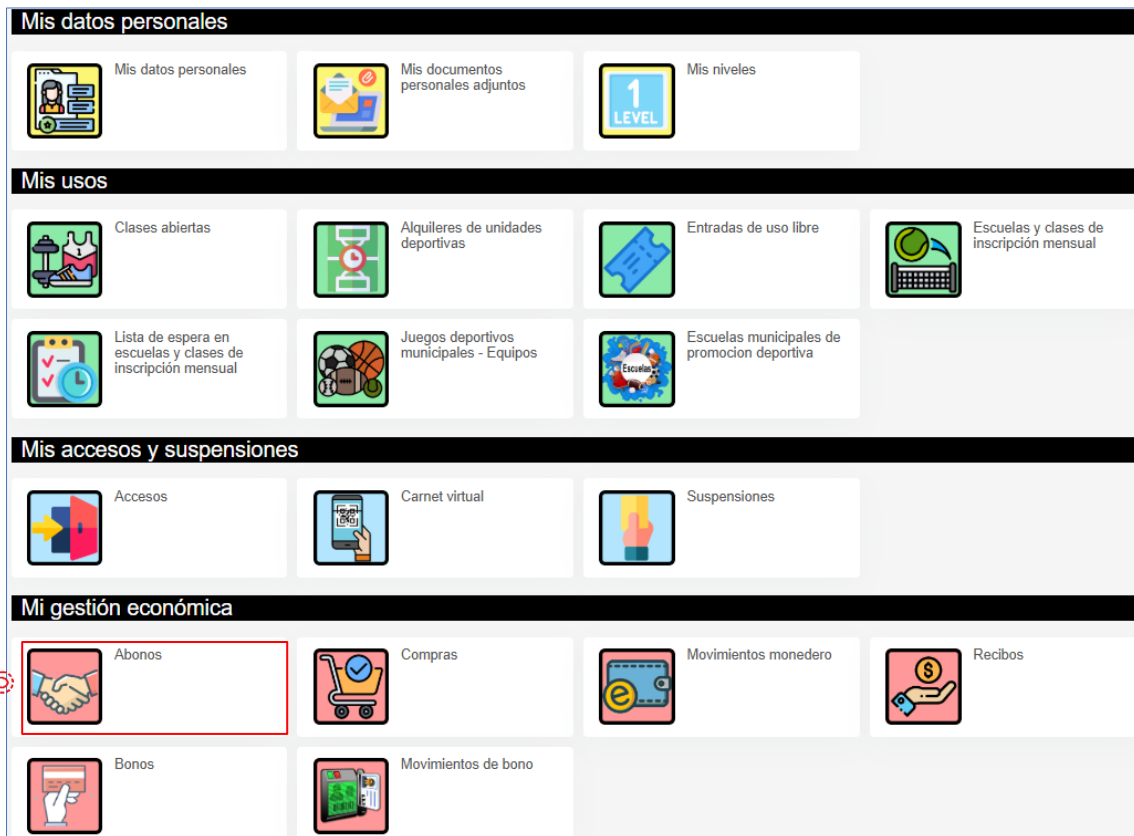 Mis datos personales
Mis datos personales
Mis documentos
personales adjuntos
Mis niveles
1
LEVEL
Mis usos
Clases abiertas
1
Alquileres de unidades
deportivas
Entradas de uso libre
Escuelas y clases de
inscripción mensual
Lista de espera en
escuelas y clases de
inscripción mensual
Juegos deportivos
municipales - Equipos
Escuelas municipales de
promocion deportiva
Escuelas
Mis accesos y suspensiones
Accesos
Carnet virtual
Suspensiones
Mi gestión económica
Abonos
Compras
Movimientos monedero
e
Recibos
$
Bonos
Movimientos de bono